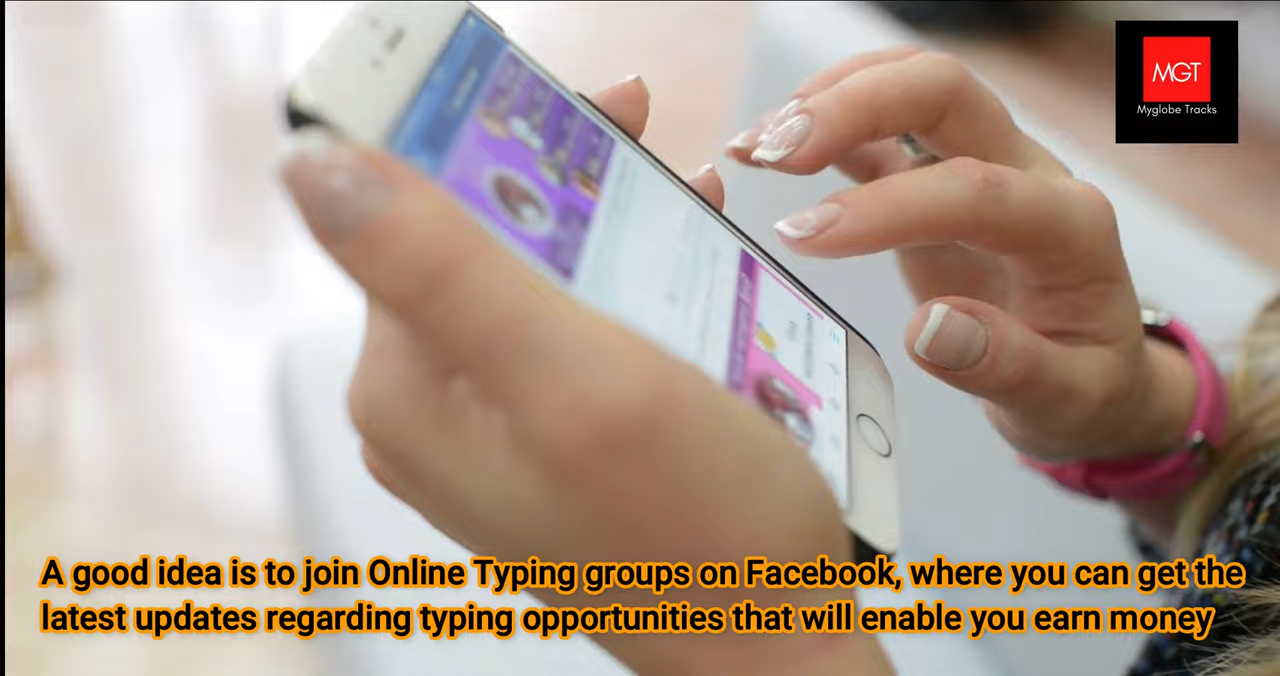 MGT
Myglobe Tracks
A good idea is to join Online Typing groups on Facebook, where you can get the
latest updates regarding typing opportunities that will enable you earn money